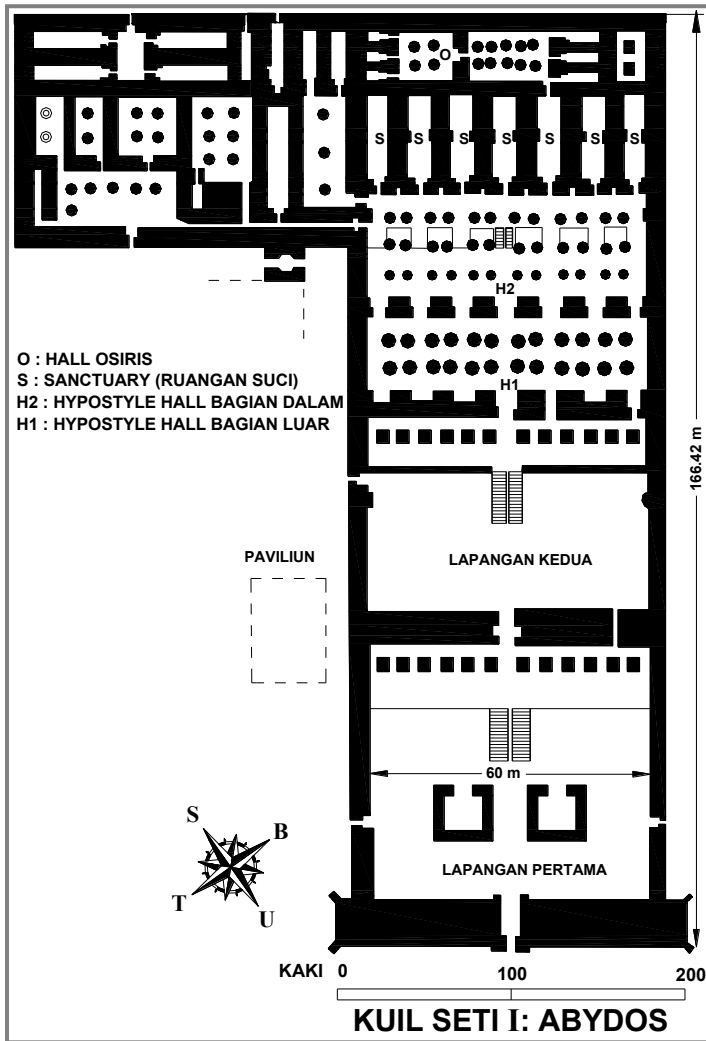 O
S S S S S S S
H2
O : HALL OSIRIS
S : SANCTUARY (RUANGAN SUCI)
H2 : HYPOSTYLE HALL BAGIAN DALAM
H1 : HYPOSTYLE HALL BAGIAN LUAR
H1
166.42 m
PAVILIUN
LAPANGAN KEDUA
60 m
S B
T U
LAPANGAN PERTAMA
KAKI 0 100 200
KUIL SETI I: ABYDOS